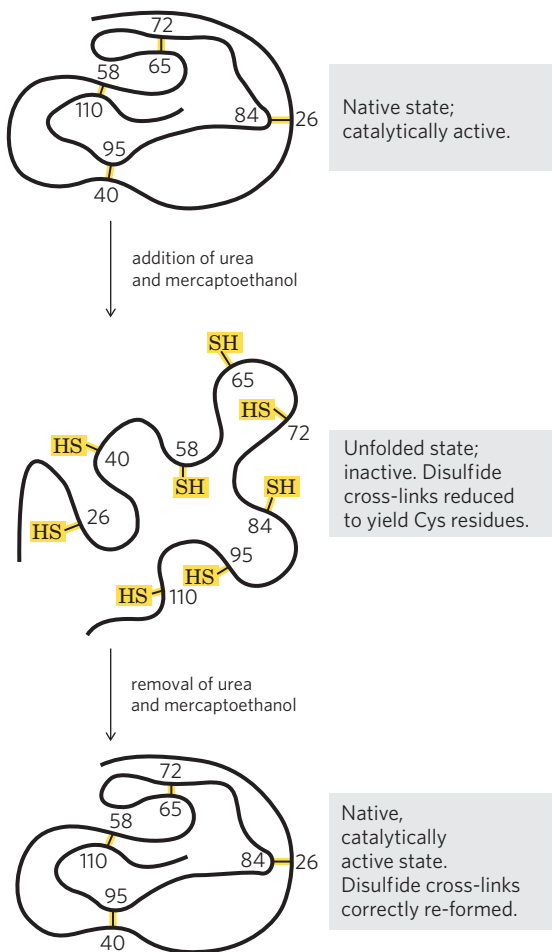 72
58
65
110
84
26
95
40
Native state;
catalytically active.
addition of urea
and mercaptoethanol
SH
65
HS
72
HS
40
58
SH
SH
26
HS
84
95
HS
HS
110
Unfolded state;
inactive. Disulfide
cross-links reduced
to yield Cys residues.
removal of urea
and mercaptoethanol
72
58
65
110
84
26
95
40
Native,
catalytically
active state.
Disulfide cross-links
correctly re-formed.